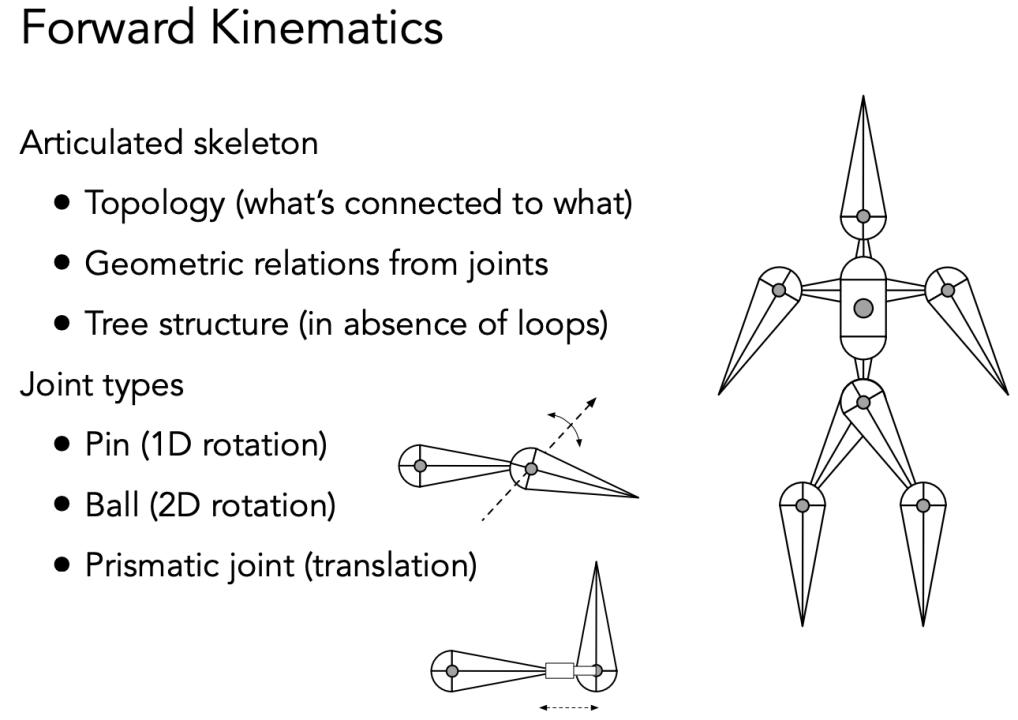 Forward Kinematics
Articulated skeleton
• Topology (what’s connected to what)
• Geometric relations from joints
• Tree structure (in absence of loops)
Joint types
• Pin (1D rotation)
• Ball (2D rotation)
• Prismatic joint (translation)